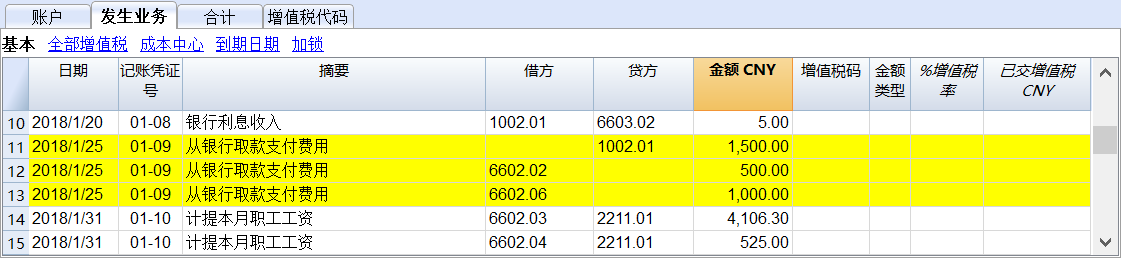 账户 发生业务 合计 增值税代码
基本 全部增值税 成本中心 到期日期 加锁
日期 记账凭证号 摘要 借方 贷方 金额 CNY 增值税码 金额类型 %增值税率 已交增值税 CNY
10 2018/1/20 01-08 银行利息收入 1002.01 6603.02 5.00
11 2018/1/25 01-09 从银行取款支付费用 1002.01 1,500.00
12 2018/1/25 01-09 从银行取款支付费用 6602.02 500.00
13 2018/1/25 01-09 从银行取款支付费用 6602.06 1,000.00
14 2018/1/31 01-10 计提本月职工工资 6602.03 2211.01 4,106.30
15 2018/1/31 01-10 计提本月职工工资 6602.04 2211.01 525.00